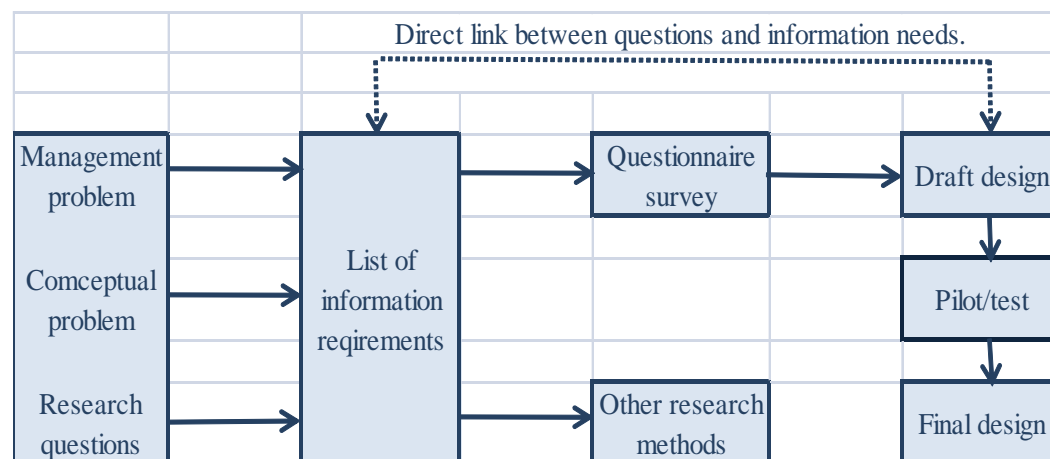 Direct link between questions and information needs.
Management
problem
Comceptual
problem
Research
questions
List of
information
reqirements
Questionnaire
survey
Other research
methods
Draft design
Pilot/test
Final design